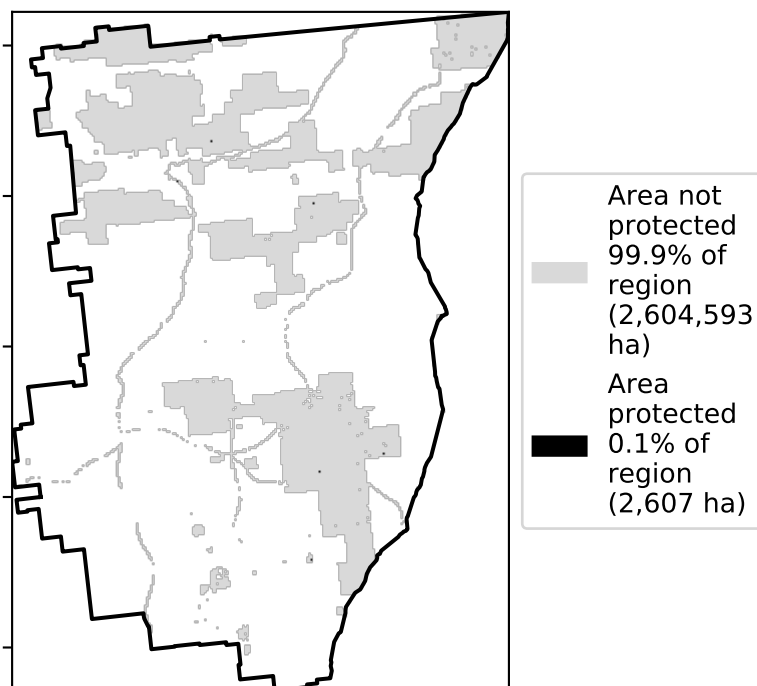 Area not
protected
99.9% of
region
(2,604,593
ha)
Area
protected
0.1% of
region
(2,607 ha)